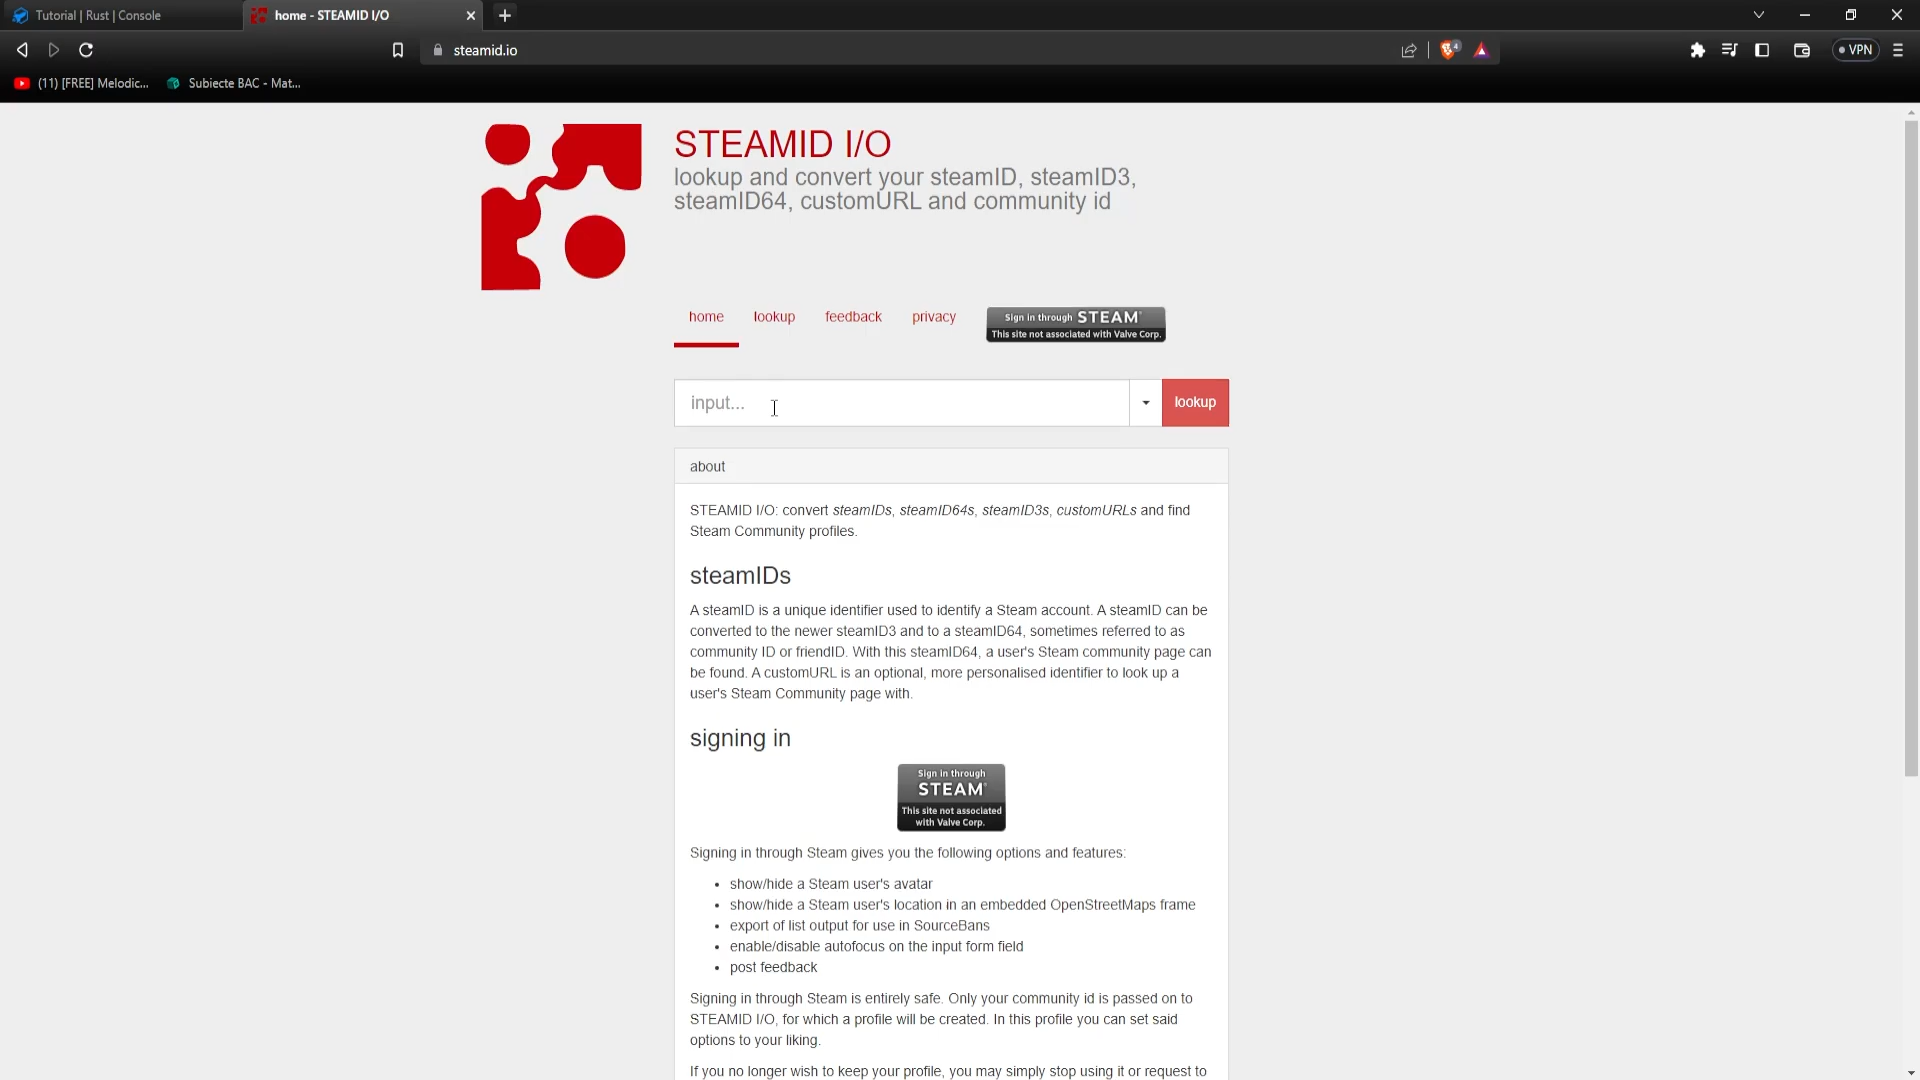 Tutorial | Rust | Console
home - STEAMID I/O
steamid.io
4
VPN
(11) [FREE] Melodic...
Subiecte BAC - Mat...
STEAMID I/O
lookup and convert your steamID, steamID3,
steamID64, customURL and community id
home
lookup
feedback
privacy
Sign in through STEAM
This site not associated with Valve Corp.
input...
lookup
about
STEAMID I/O: convert steamIDs, steamID64s, steamID3s, customURLs and find
Steam Community profiles.
steamIDs
A steamID is a unique identifier used to identify a Steam account. A steamID can be
converted to the newer steamID3 and to a steamID64, sometimes referred to as
community ID or friendID. With this steamID64, a user's Steam community page can
be found. A customURL is an optional, more personalised identifier to look up a
user's Steam Community page with.
signing in
Sign in through
STEAM
This site not associated
with Valve Corp.
Signing in through Steam gives you the following options and features:
• show/hide a Steam user's avatar
• show/hide a Steam user's location in an embedded OpenStreetMaps frame
• export of list output for use in SourceBans
• enable/disable autofocus on the input form field
• post feedback
Signing in through Steam is entirely safe. Only your community id is passed on to
STEAMID I/O, for which a profile will be created. In this profile you can set said
options to your liking.
If you no longer wish to keep your profile, you may simply stop using it or request to